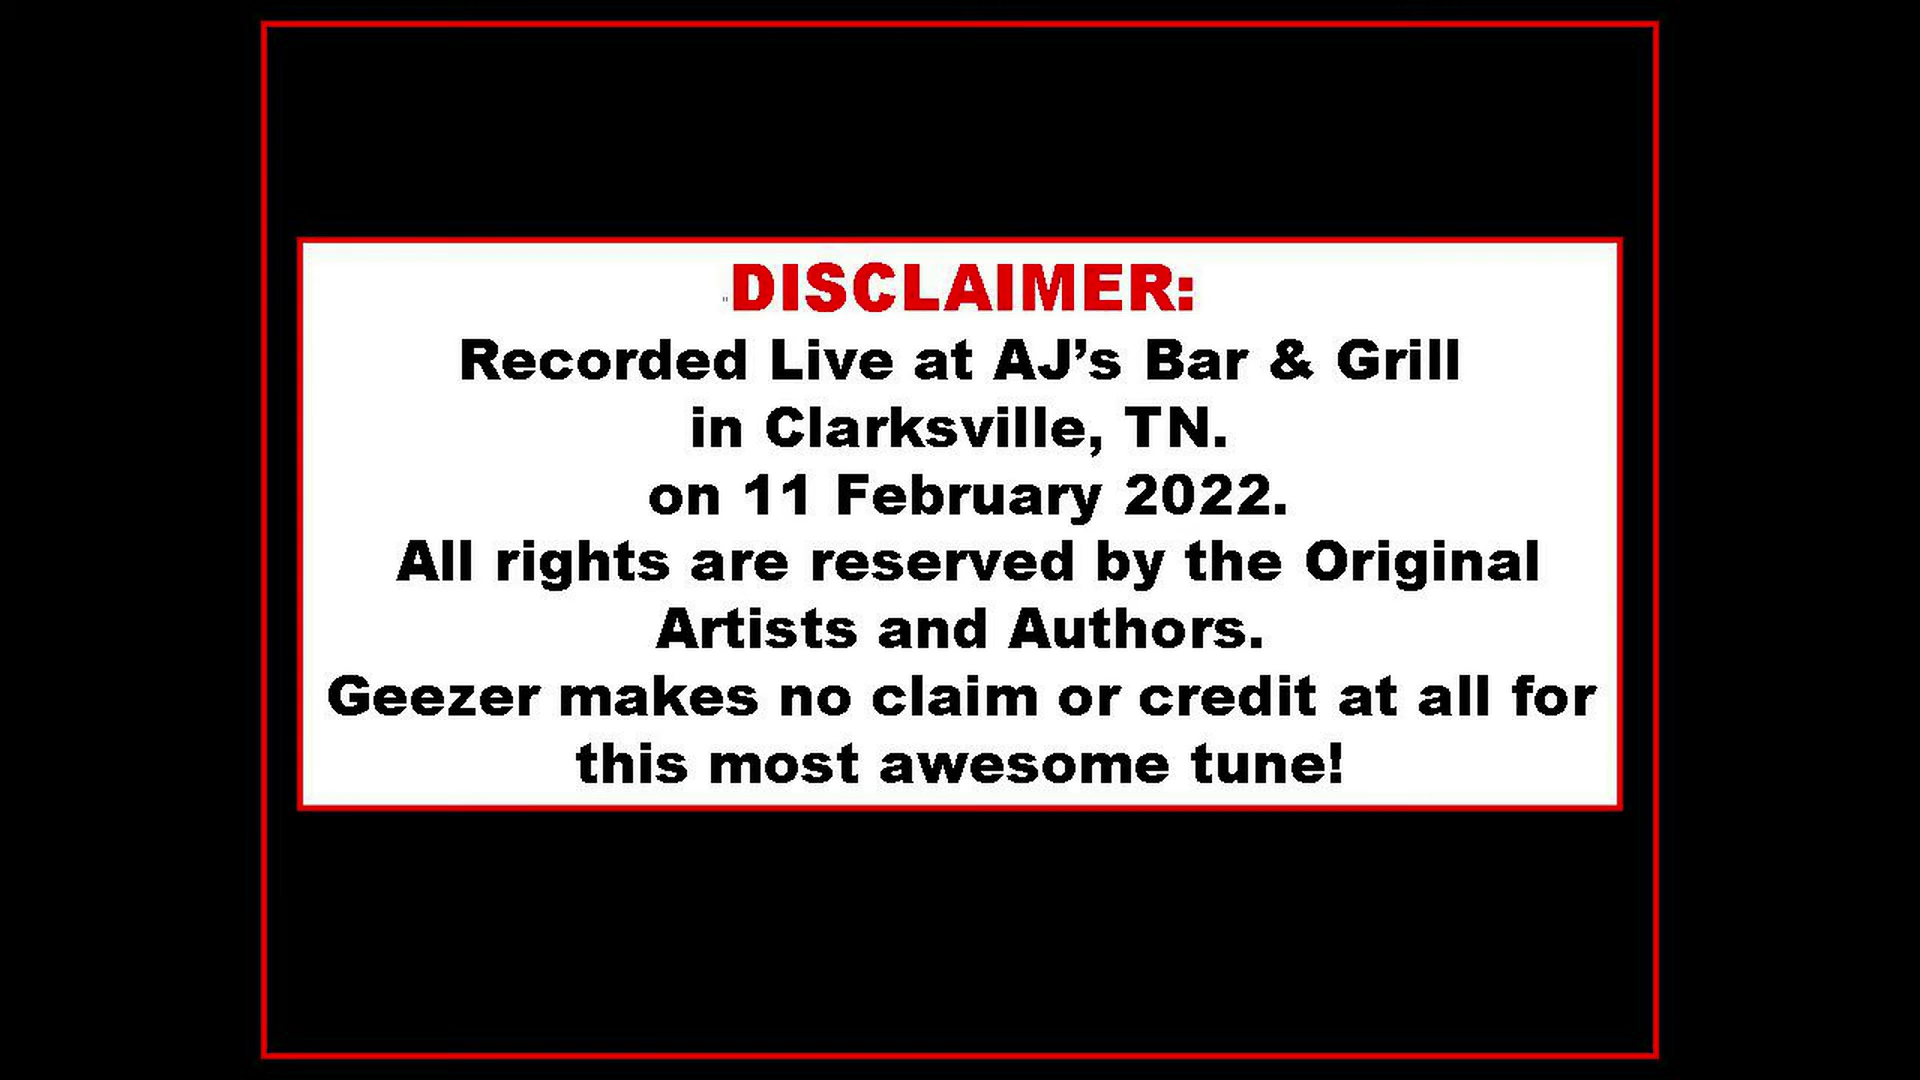 DISCLAIMER:
Recorded Live at AJ’s Bar & Grill
in Clarksville, TN.
on 11 February 2022.
All rights are reserved by the Original
Artists and Authors.
Geezer makes no claim or credit at all for
this most awesome tune!